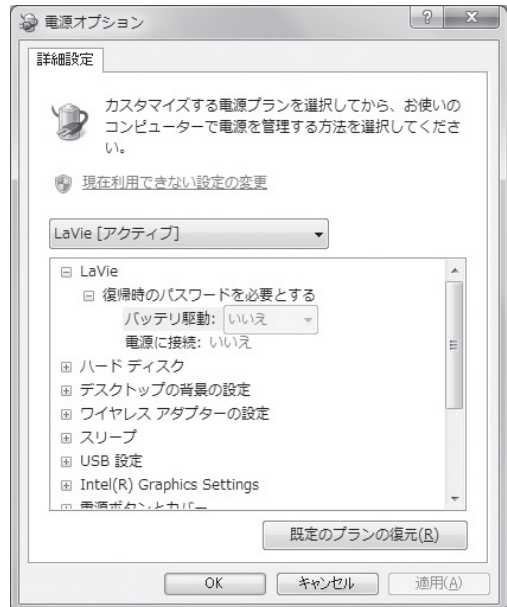 電源オプション
?
詳細設定
カスタマイズする電源プランを選択してから、お使いの
コンピューターで電源を管理する方法を選択してくださ
い。
現在利用できない設定の変更
LaVie [アクティブ]
LaVie
復帰時のパスワードを必要とする
バッテリ駆動: いいえ
電源に接続: いいえ
ハード ディスク
デスクトップの背景の設定
ワイヤレス アダプターの設定
スリープ
USB 設定
Intel(R) Graphics Settings
電源ボタンとカバー
既定のプランの復元(R)
OK キャンセル 適用(A)